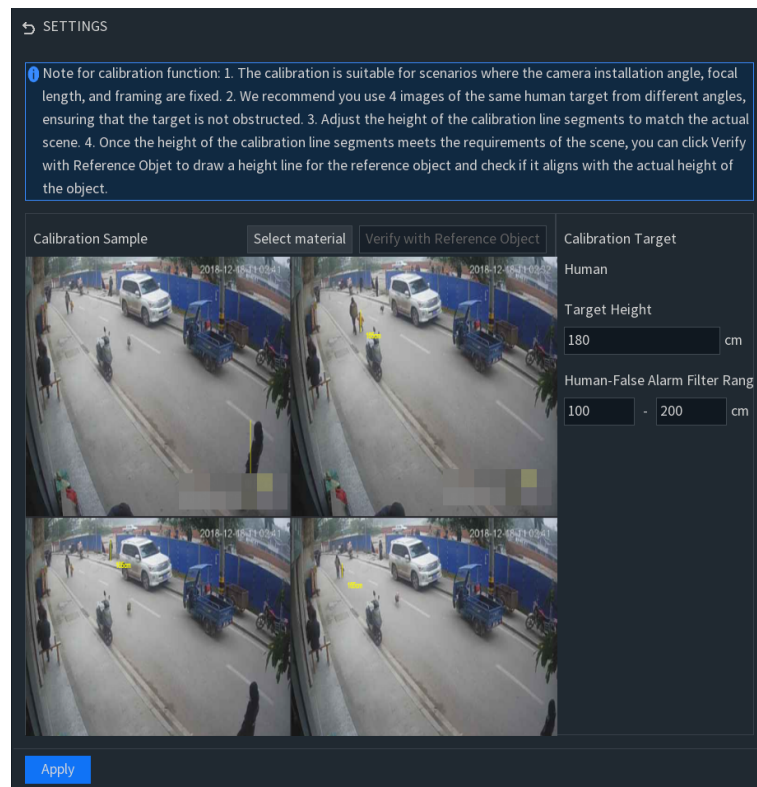 SETTINGS
Note for calibration function: 1. The calibration is suitable for scenarios where the camera installation angle, focal
length, and framing are fixed. 2. We recommend you use 4 images of the same human target from different angles,
ensuring that the target is not obstructed. 3. Adjust the height of the calibration line segments to match the actual
scene. 4. Once the height of the calibration line segments meets the requirements of the scene, you can click Verify
with Reference Objet to draw a height line for the reference object and check if it aligns with the actual height of
the object.
Calibration Sample
Select material
Verify with Reference Object
Calibration Target
Human
Target Height
180 cm
Human-False Alarm Filter Rang
100 - 200 cm
Apply